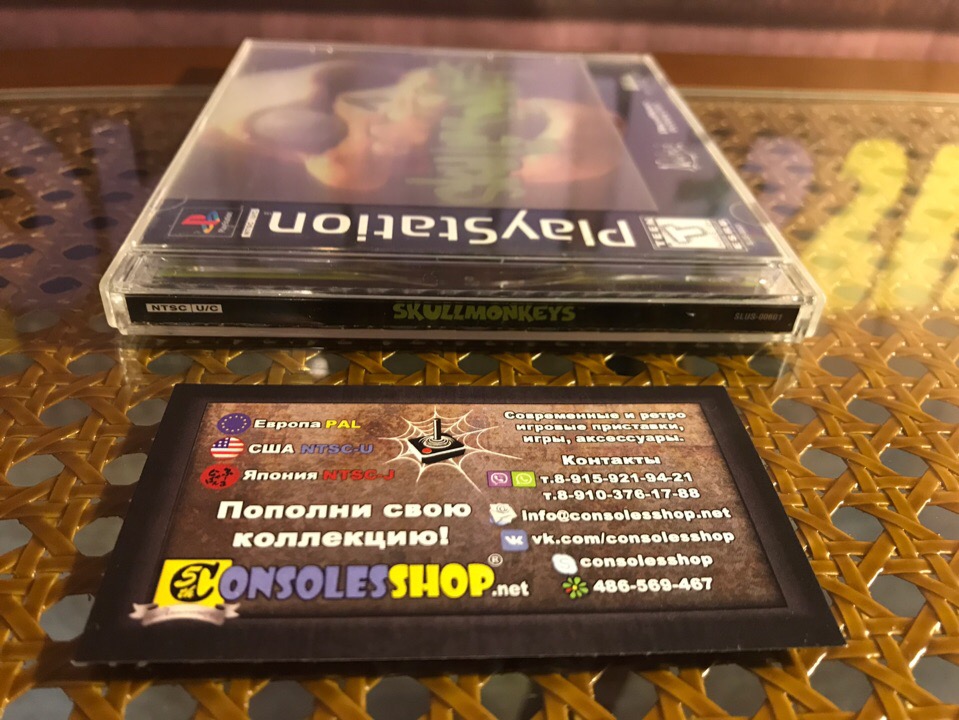 PlayStation
NTSC U/C
SKULLMONKEYS
SLUS-00601
Европа PAL
США NTSC-U
Япония NTSC-J
Пополни свою
коллекцию!
CONSOLESSHOP.net
®
Современные и ретро
игровые приставки,
игры, аксессуары.
Контакты
т.8-915-921-94-21
т.8-910-376-17-88
info@consolesshop.net
vk.com/consolesshop
consolesshop
486-569-467